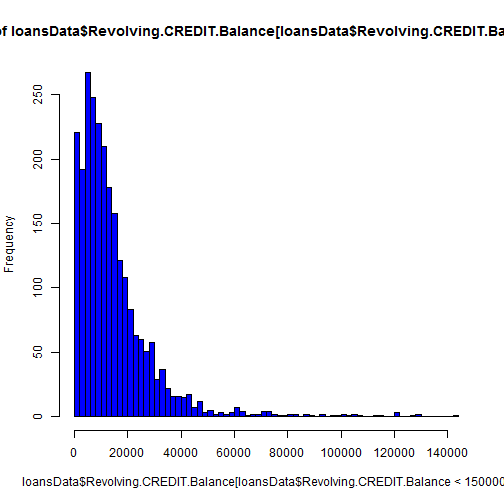 of loansData$Revolving.CREDIT.Balance[loansData$Revolving.CREDIT.Ba
Frequency
250
200
150
100
50
0
0 20000 40000 60000 80000 100000 120000 140000
loansData$Revolving.CREDIT.Balance[loansData$Revolving.CREDIT.Balance < 150000